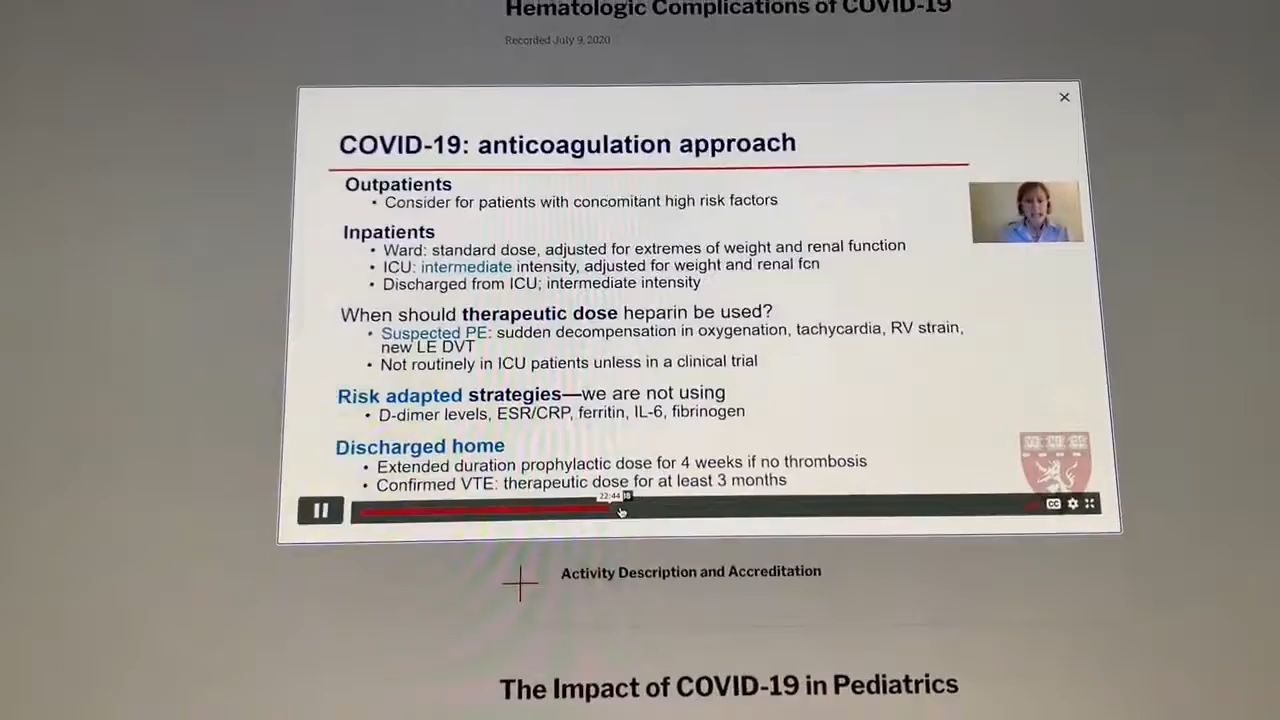 Hematologic Complications of COVID-19
Recorded July 9, 2020
COVID-19: anticoagulation approach
Outpatients
• Consider for patients with concomitant high risk factors
Inpatients
• Ward: standard dose, adjusted for extremes of weight and renal function
• ICU: intermediate intensity, adjusted for weight and renal fcn
• Discharged from ICU; intermediate intensity
When should therapeutic dose heparin be used?
• Suspected PE: sudden decompensation in oxygenation, tachycardia, RV strain,
new LE DVT
• Not routinely in ICU patients unless in a clinical trial
Risk adapted strategies—we are not using
• D-dimer levels, ESR/CRP, ferritin, IL-6, fibrinogen
Discharged home
• Extended duration prophylactic dose for 4 weeks if no thrombosis
• Confirmed VTE: therapeutic dose for at least 3 months
22:44
CC
Activity Description and Accreditation
The Impact of COVID-19 in Pediatrics